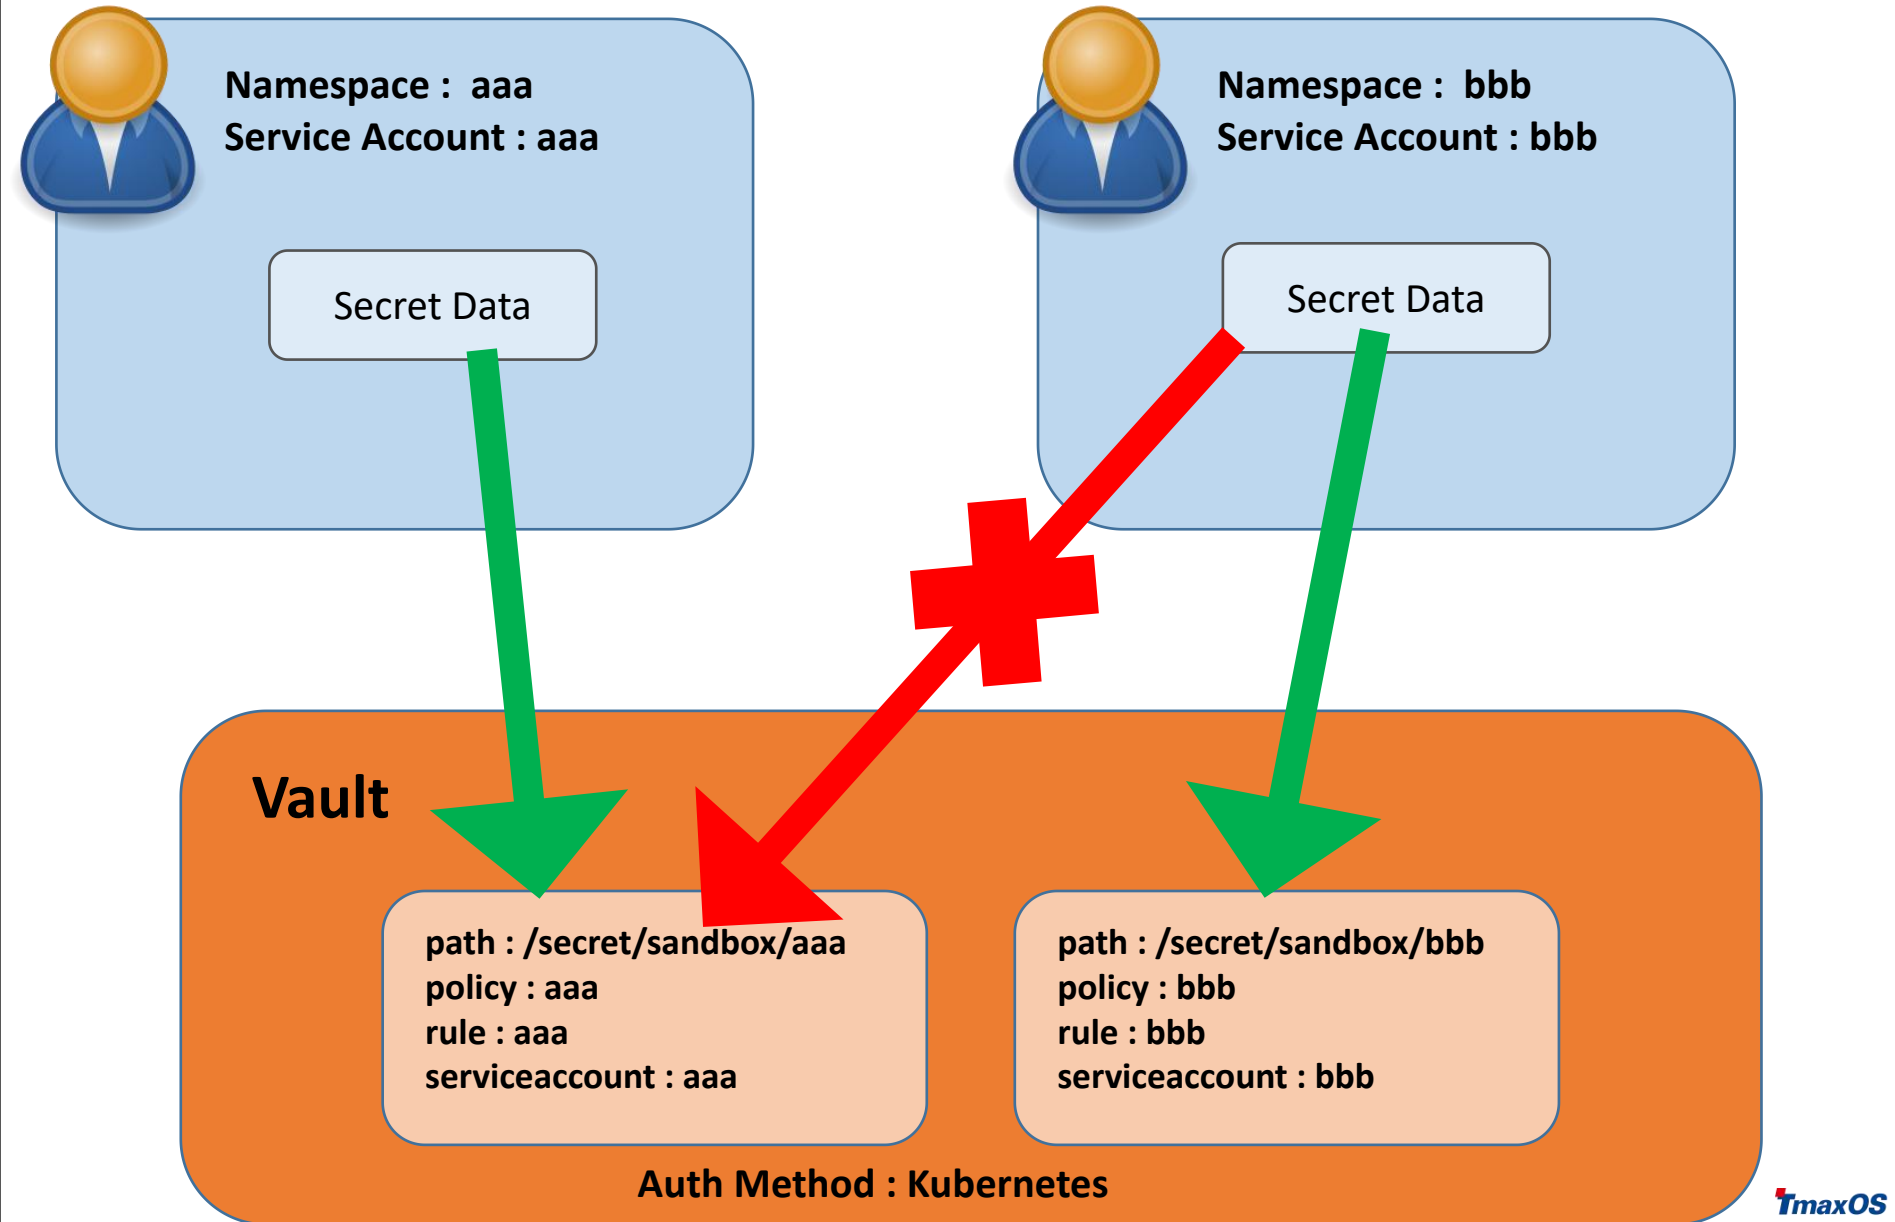 Namespace :  aaa
Service Account : aaa
Secret Data
Namespace :  bbb
Service Account : bbb
Secret Data
Vault
path : /secret/sandbox/aaa
policy : aaa
rule : aaa
serviceaccount : aaa
path : /secret/sandbox/bbb
policy : bbb
rule : bbb
serviceaccount : bbb
Auth Method : Kubernetes
TmaxOS